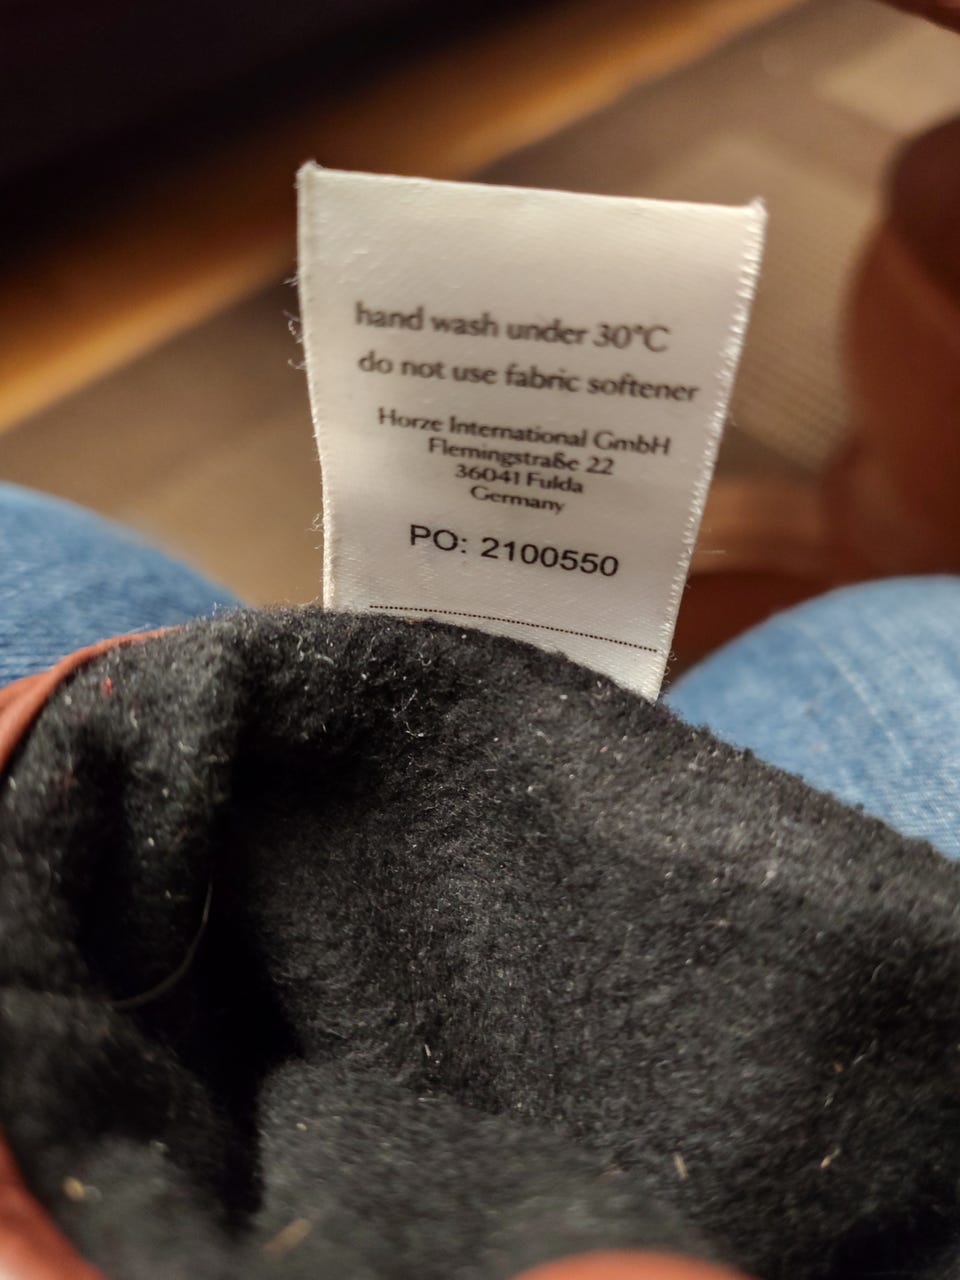 hand wash under 30°C
do not use fabric softener
Horze International GmbH
Flemingstraße 22
36041 Fulda
Germany
PO: 2100550